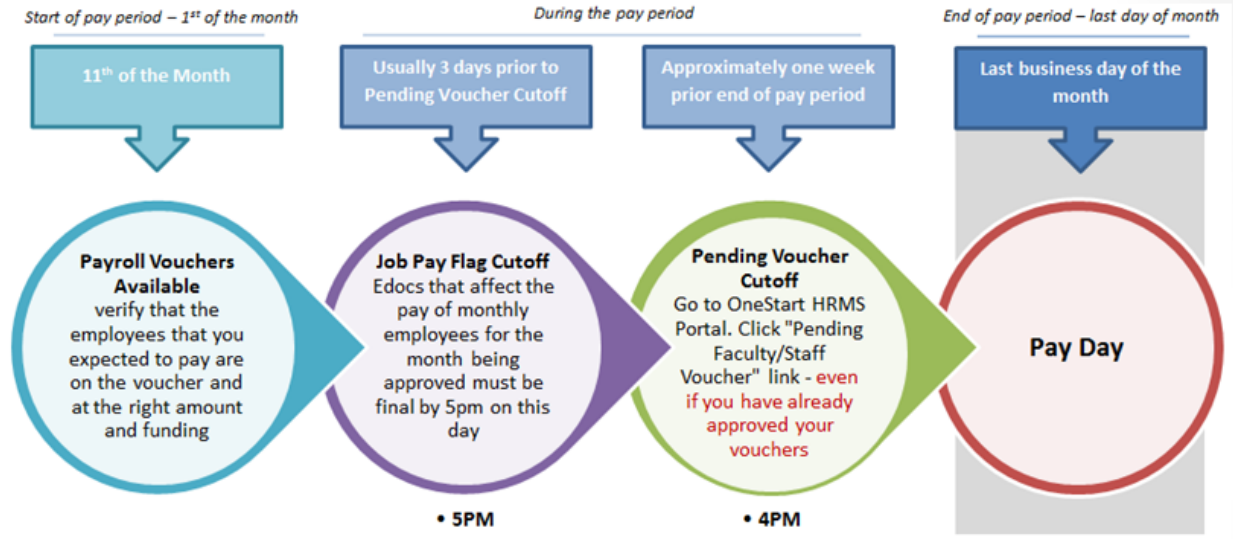 Start of pay period – 1st of the month
During the pay period
End of pay period – last day of month
11th of the Month
Usually 3 days prior to
Pending Voucher Cutoff
Approximately one week
prior end of pay period
Last business day of the
month
Payroll Vouchers
Available
verify that the
employees that you
expected to pay are
on the voucher and
at the right amount
and funding
Job Pay Flag Cutoff
Edocs that affect the
pay of monthly
employees for the
month being
approved must be
final by 5pm on this
day
Pending Voucher
Cutoff
Go to OneStart HRMS
Portal. Click "Pending
Faculty/Staff
Voucher" link - even
if you have already
approved your
vouchers
Pay Day
• 5PM
• 4PM